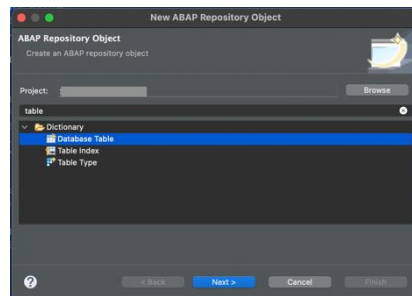 New ABAP Repository Object
ABAP Repository Object
Create an ABAP repository object
Project:
Browse
table
Dictionary
Database Table
Table Index
Table Type
?
< Back
Next >
Cancel
Finish